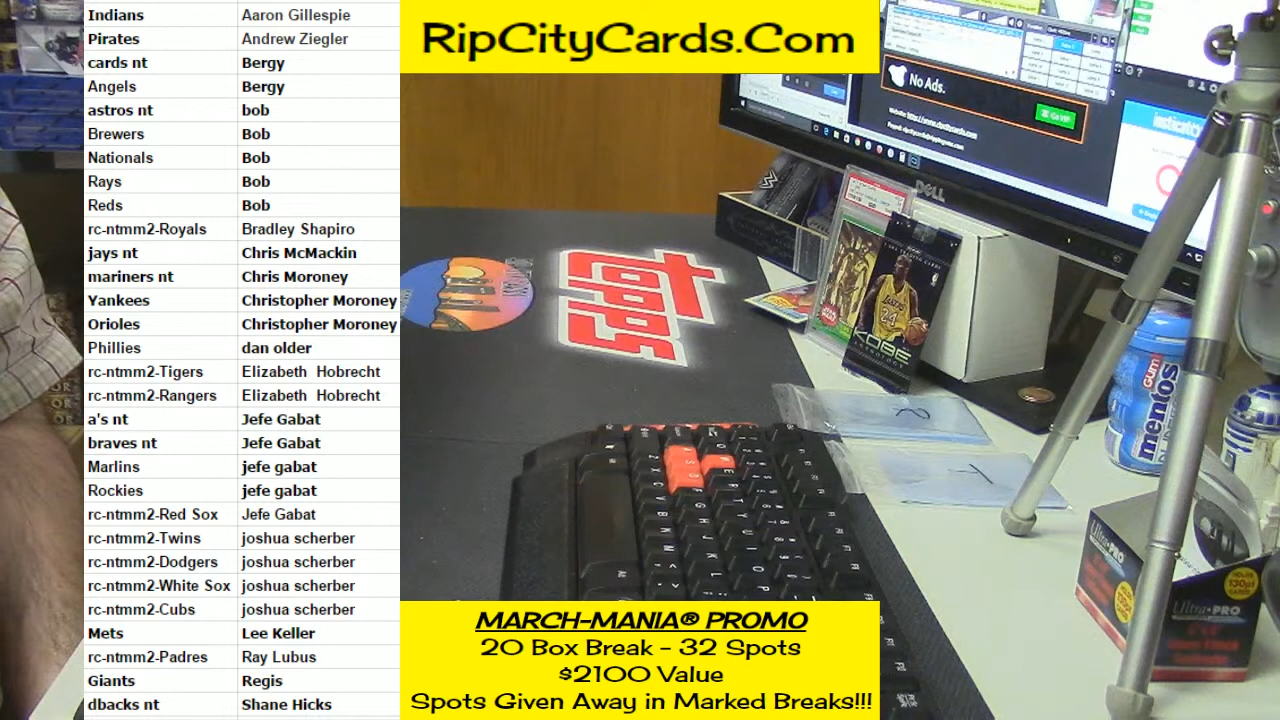 Indians Aaron Gillespie
Pirates Andrew Ziegler
cards nt Bergy
Angels Bergy
astros nt bob
Brewers Bob
Nationals Bob
Rays Bob
Reds Bob
rc-ntmm2-Royals Bradley Shapiro
jays nt Chris McMackin
mariners nt Chris Moroney
Yankees Christopher Moroney
Orioles Christopher Moroney
Phillies dan older
rc-ntmm2-Tigers Elizabeth Hobrecht
rc-ntmm2-Rangers Elizabeth Hobrecht
a's nt Jefe Gabat
braves nt Jefe Gabat
Marlins jefe gabat
Rockies jefe gabat
rc-ntmm2-Red Sox Jefe Gabat
rc-ntmm2-Twins joshua scherber
rc-ntmm2-Dodgers joshua scherber
rc-ntmm2-White Sox joshua scherber
rc-ntmm2-Cubs joshua scherber
Mets Lee Keller
rc-ntmm2-Padres Ray Lubus
Giants Regis
dbacks nt Shane Hicks
RipCityCards.Com
No Ads.
Go VIP
DELL
topps
LAKERS
24
KOBE
mentos
GUM
Ultra-PRO
Ultra-PRO
MARCH-MANIA® PROMO
20 Box Break - 32 Spots
$2100 Value
Spots Given Away in Marked Breaks!!!